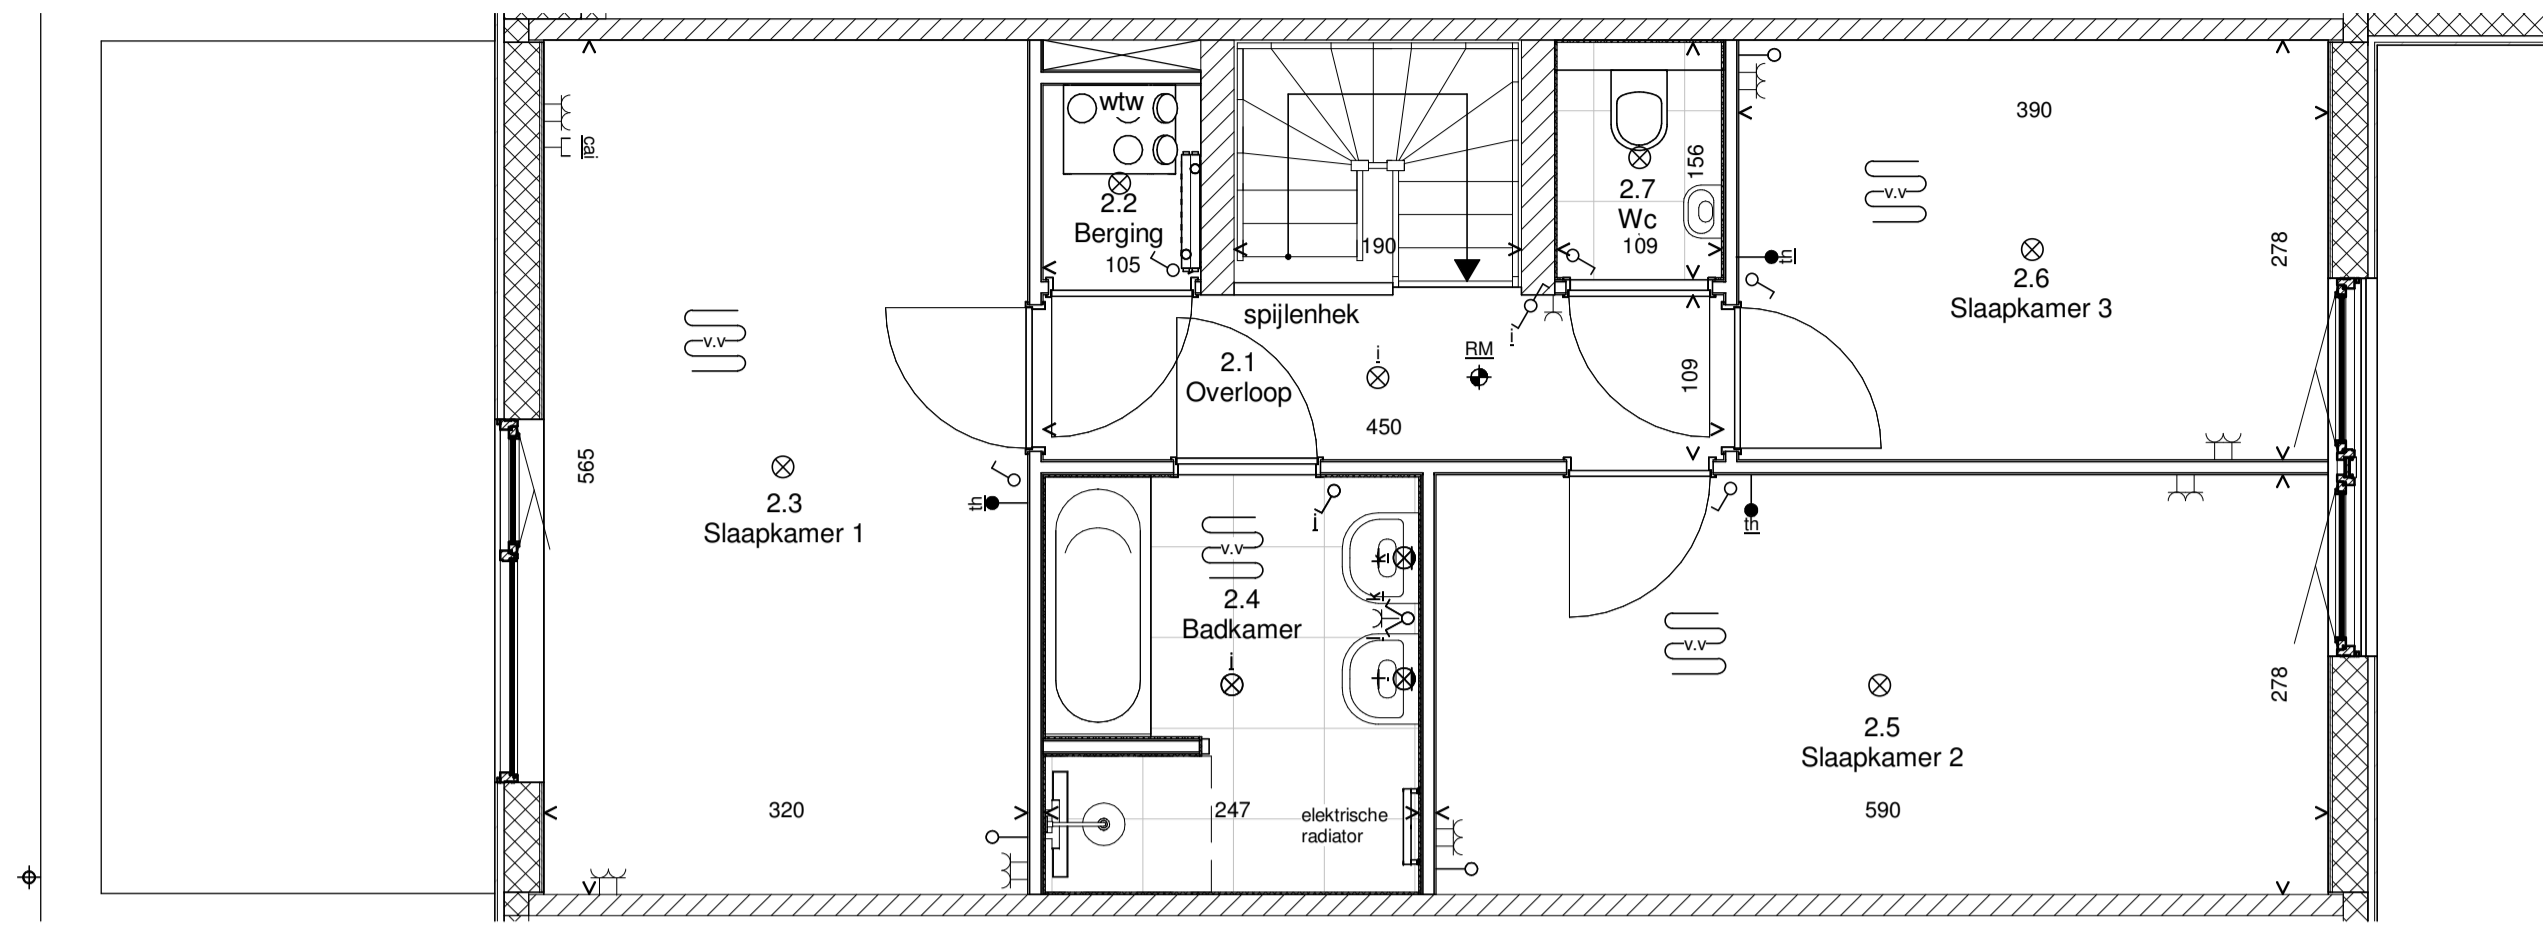 wtw
2.2
Berging
105
cai
190
2.7
Wc
109
156
390
v.v
278
2.6
Slaapkamer 3
th
spijlenhek
i
i
RM
2.1
Overloop
450
109
v.v
565
2.3
Slaapkamer 1
th
320
v.v
2.4
Badkamer
j
j
k
k
l
l
247
elektrische
radiator
th
v.v
2.5
Slaapkamer 2
278
590